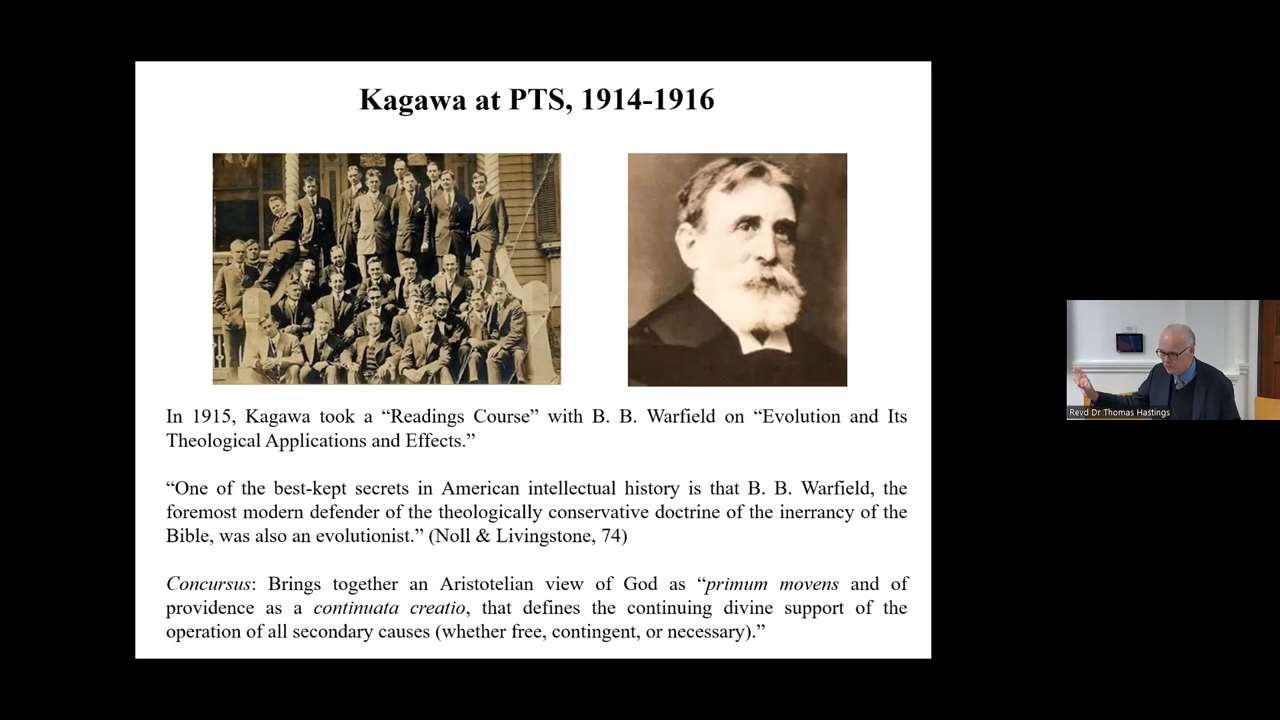 Kagawa at PTS, 1914-1916
In 1915, Kagawa took a “Readings Course” with B. B. Warfield on “Evolution and Its
Theological Applications and Effects.”
“One of the best-kept secrets in American intellectual history is that B. B. Warfield, the
foremost modern defender of the theologically conservative doctrine of the inerrancy of the
Bible, was also an evolutionist.” (Noll & Livingstone, 74)
Concursus: Brings together an Aristotelian view of God as “primum movens and of
providence as a continuata creatio, that defines the continuing divine support of the
operation of all secondary causes (whether free, contingent, or necessary).”
Revd Dr Thomas Hastings